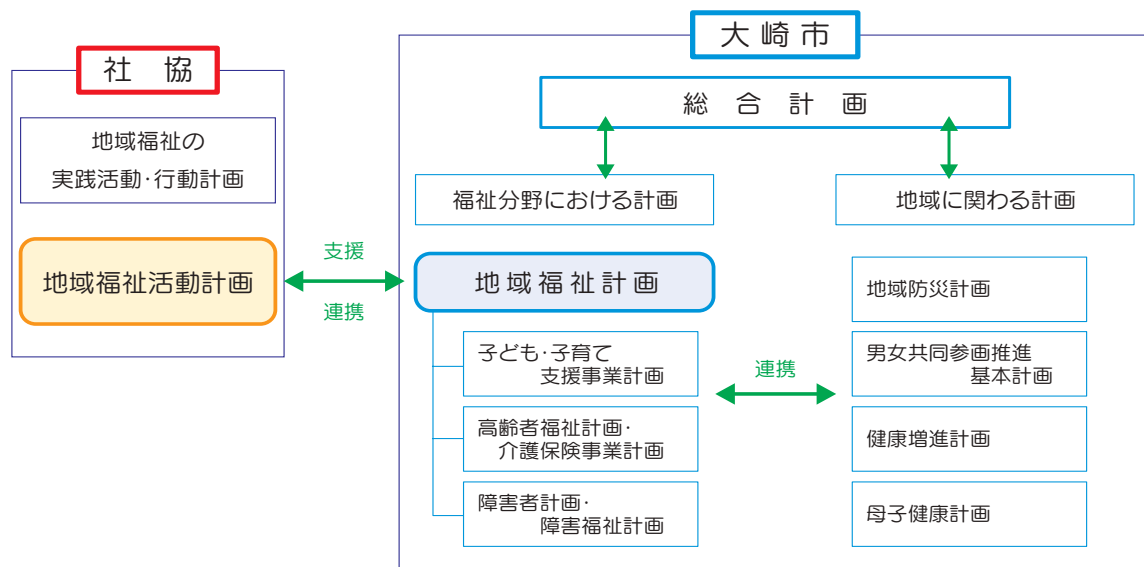 社協
地域福祉の
実践活動・行動計画
地域福祉活動計画
支援
連携
大崎市
総合計画
福祉分野における計画
地域福祉計画
子ども・子育て
支援事業計画
高齢者福祉計画・
介護保険事業計画
障害者計画・
障害福祉計画
連携
地域に関わる計画
地域防災計画
男女共同参画推進
基本計画
健康増進計画
母子健康計画